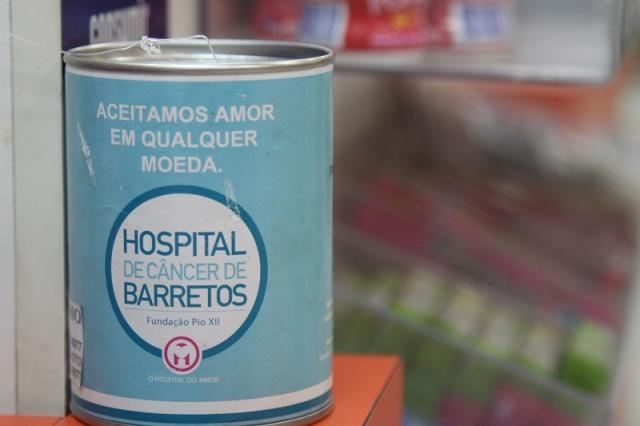 ACEITAMOS AMOR
EM QUALQUER
MOEDA.
HOSPITAL
DE CÂNCER DE
BARRETOS
Fundação Pio XII
O HOSPITAL DO AMOR